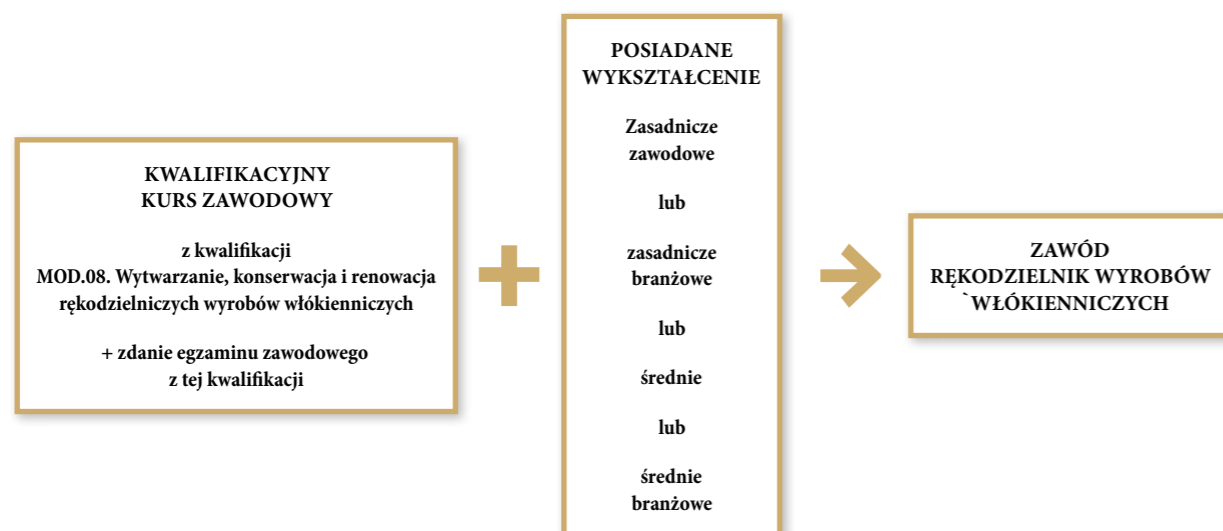 KWALIFIKACYJNY
KURS ZAWODOWY
z kwalifikacji
MOD.08. Wytwarzanie, konserwacja i renowacja
rękodzielniczych wyrobów włókienniczych
+ zdanie egzaminu zawodowego
z tej kwalifikacji
+
POSIADANE
WYKSZTAŁCENIE
Zasadnicze
zawodowe
lub
zasadnicze
branżowe
lub
średnie
lub
średnie
branżowe
ZAWÓD
RĘKODZIELNIK WYROBÓW
`WŁÓKIENNICZYCH